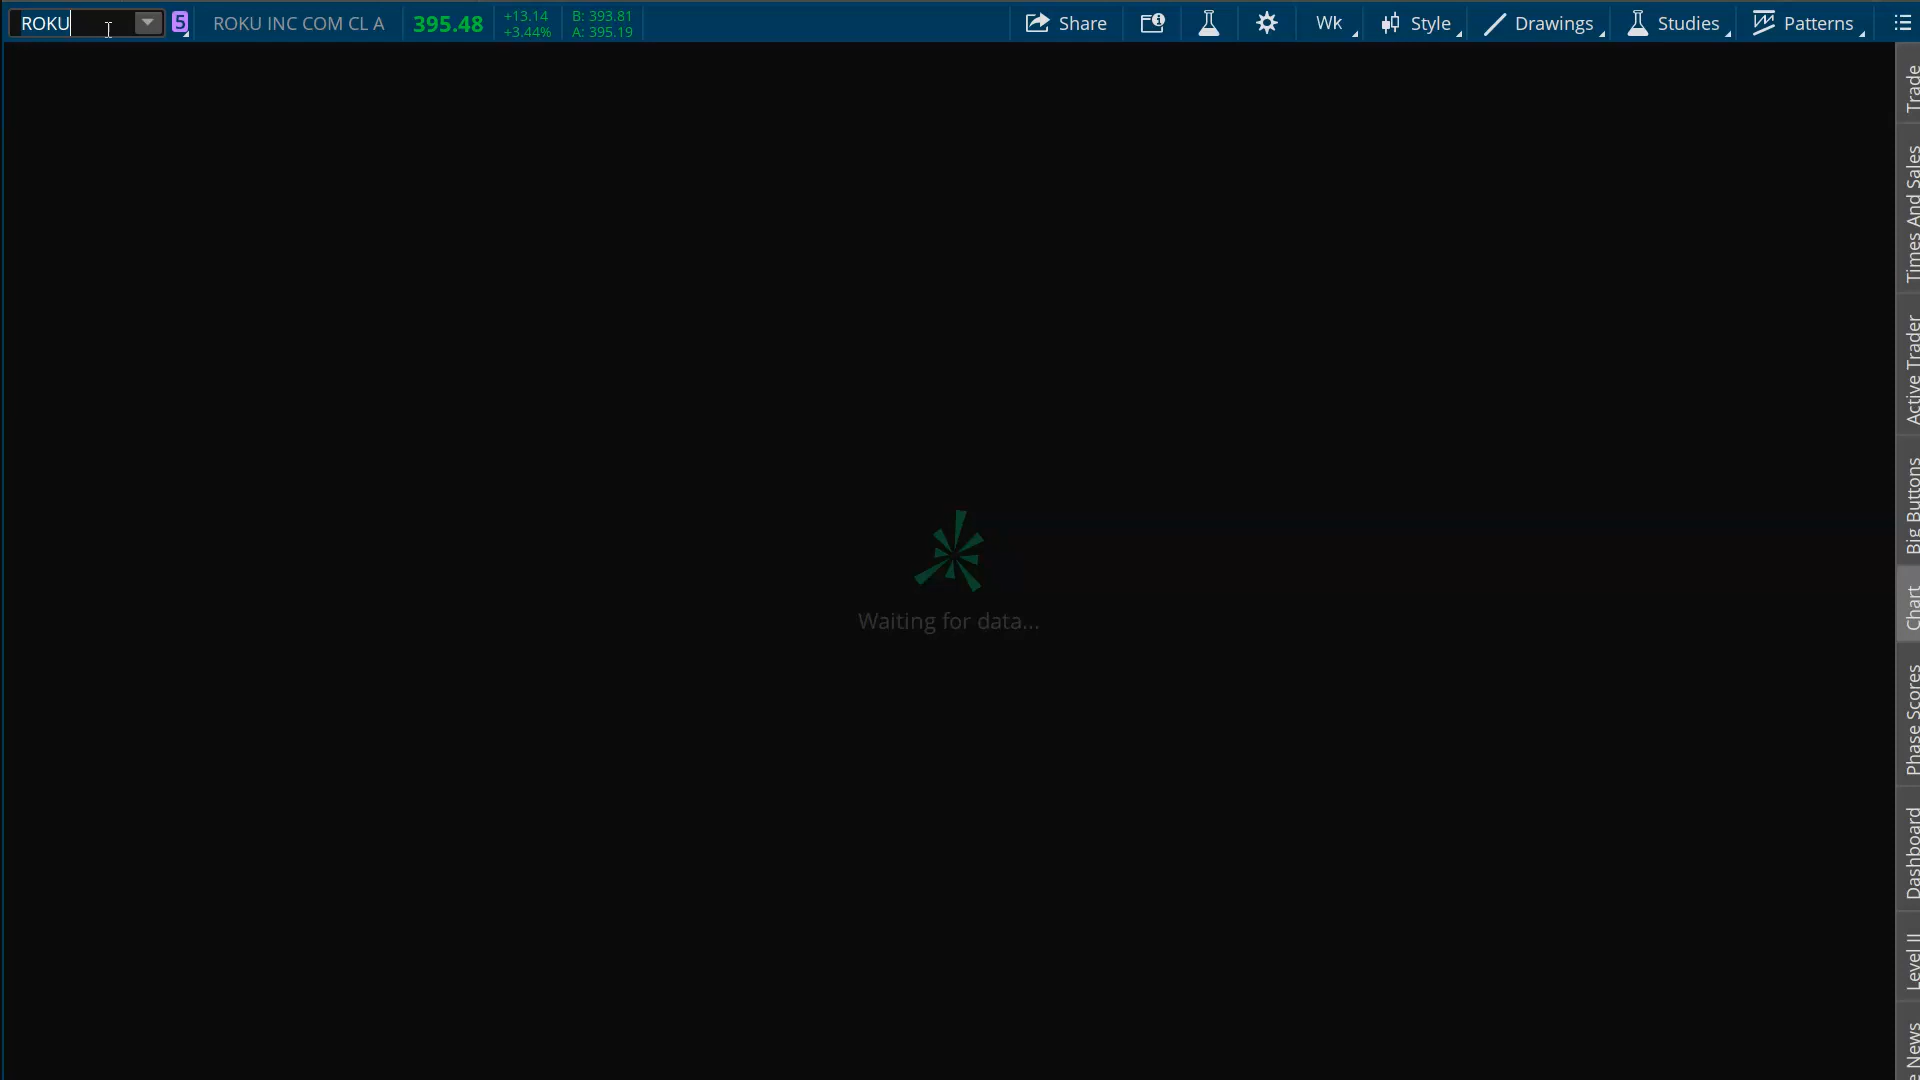 ROKU
5
ROKU INC COM CL A
395.48
+13.14
+3.44%
B: 393.81
A: 395.19
Share
Wk
Style
Drawings
Studies
Patterns
Trade
Times And Sales
Active Trader
Big Buttons
Chart
Phase Scores
Dashboard
Level II
News
Waiting for data...